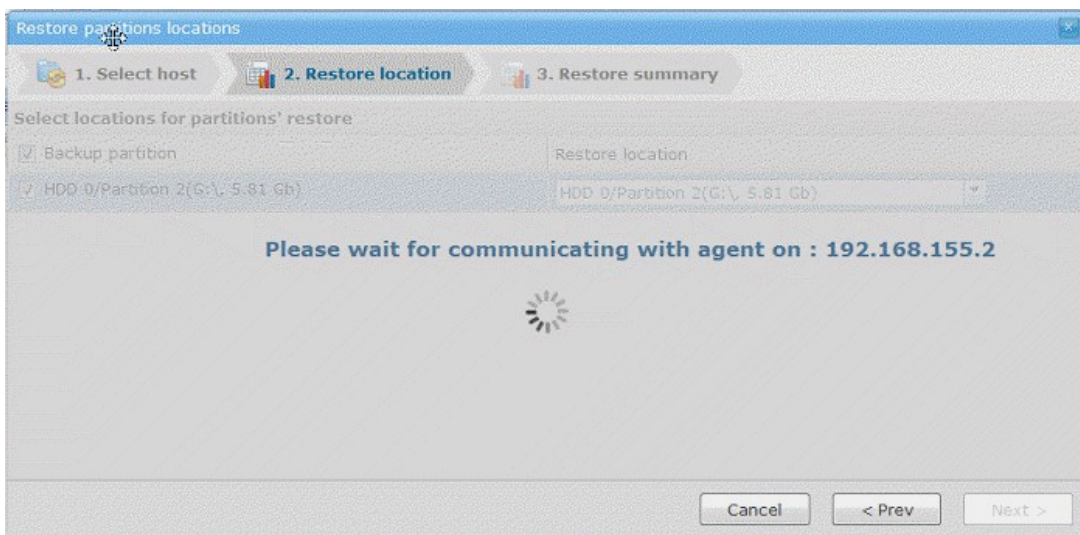 Restore partitions locations
1. Select host
2. Restore location
3. Restore summary
Select locations for partitions' restore
Backup partition
Restore location
HDD 0/Partition 2(G:\, 5.81 Gb)
HDD 0/Partition 2(G:\, 5.81 Gb)
Please wait for communicating with agent on : 192.168.155.2
Cancel
< Prev
Next >